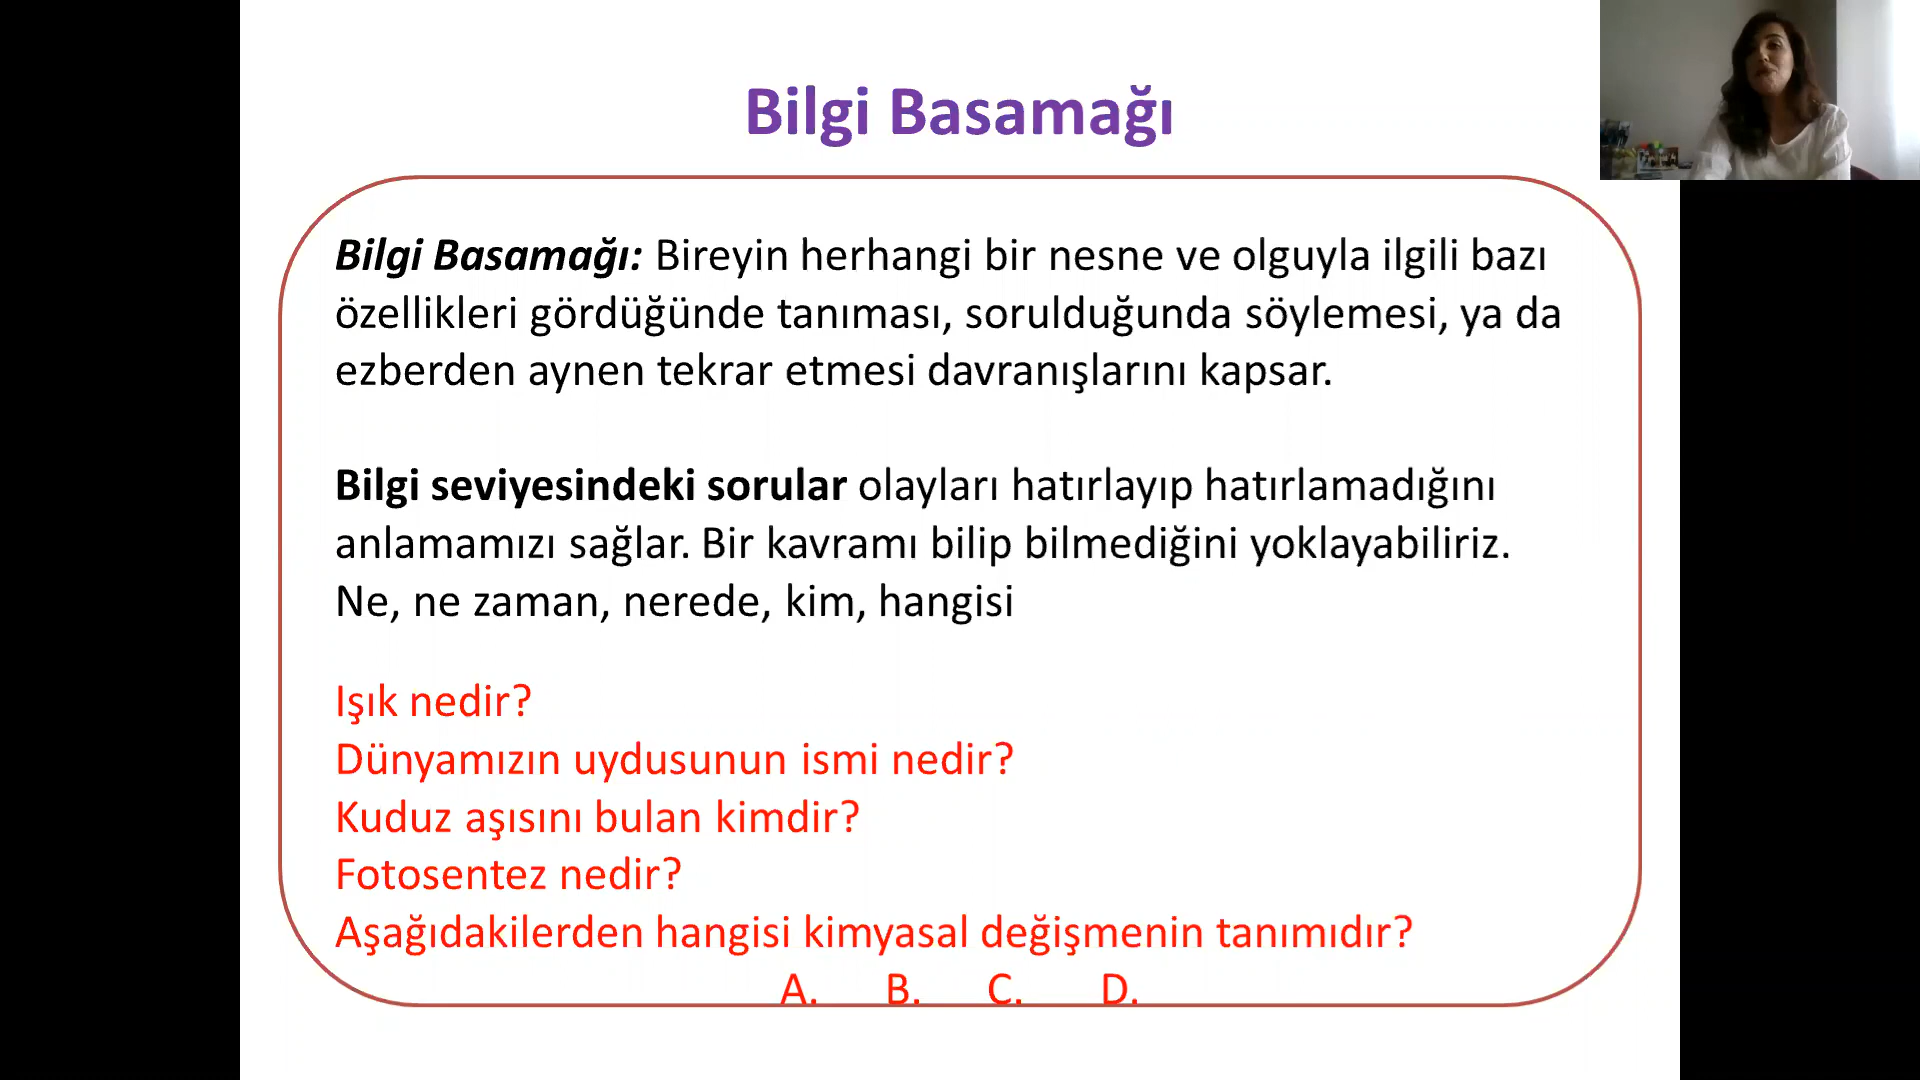 Bilgi Basamağı
Bilgi Basamağı: Bireyin herhangi bir nesne ve olguyla ilgili bazı
özellikleri gördüğünde tanıması, sorulduğunda söylemesi, ya da
ezberden aynen tekrar etmesi davranışlarını kapsar.
Bilgi seviyesindeki sorular olayları hatırlayıp hatırlamadığını
anlamamızı sağlar. Bir kavramı bilip bilmediğini yoklayabiliriz.
Ne, ne zaman, nerede, kim, hangisi
Işık nedir?
Dünyamızın uydusunun ismi nedir?
Kuduz aşısını bulan kimdir?
Fotosentez nedir?
Aşağıdakilerden hangisi kimyasal değişmenin tanımıdır?
A. B. C. D.